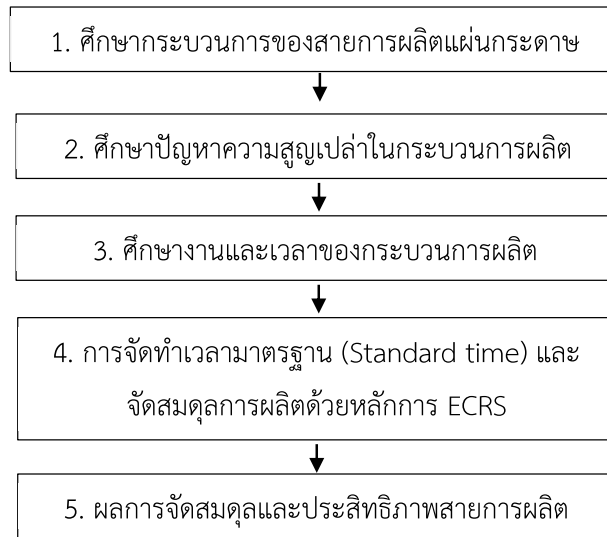 1. ศึกษากระบวนการของสายการผลิตแผ่นกระดาษ
2. ศึกษาปัญหาความสูญเปล่าในกระบวนการผลิต
3. ศึกษางานและเวลาของกระบวนการผลิต
4. การจัดทำเวลามาตรฐาน (Standard time) และ
จัดสมดุลการผลิตด้วยหลักการ ECRS
5. ผลการจัดสมดุลและประสิทธิภาพสายการผลิต